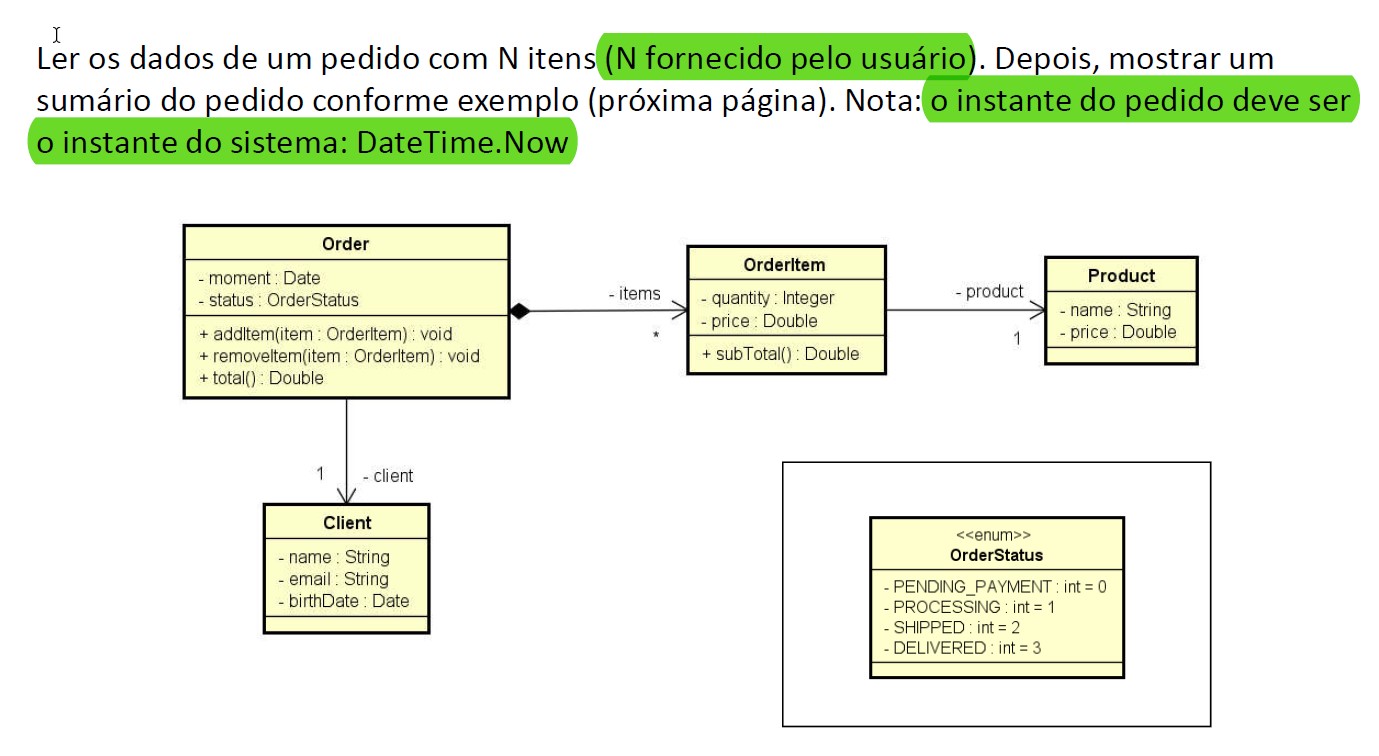 Ler os dados de um pedido com N itens (N fornecido pelo usuário). Depois, mostrar um
sumário do pedido conforme exemplo (próxima página). Nota: o instante do pedido deve ser
o instante do sistema: DateTime.Now
Order
- moment : Date
- status : OrderStatus
+ addItem(item : OrderItem) : void
+ removeItem(item : OrderItem) : void
+ total() : Double
- items
*
OrderItem
- quantity : Integer
- price : Double
+ subTotal() : Double
- product
1
Product
- name : String
- price : Double
1
- client
Client
- name : String
- email : String
- birthDate : Date
<<enum>>
OrderStatus
- PENDING_PAYMENT : int = 0
- PROCESSING : int = 1
- SHIPPED : int = 2
- DELIVERED : int = 3